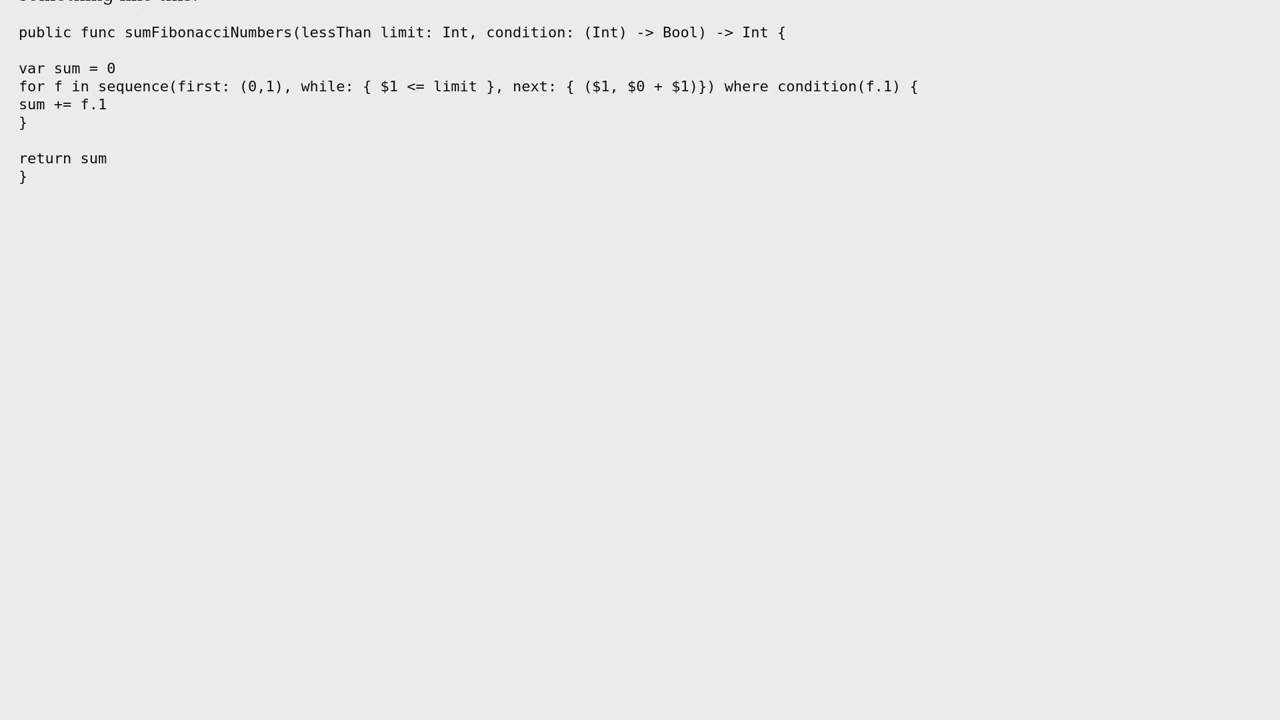 public func sumFibonacciNumbers(lessThan limit: Int, condition: (Int) -> Bool) -> Int {
var sum = 0
for f in sequence(first: (0,1), while: { $1 <= limit }, next: { ($1, $0 + $1)}) where condition(f.1) {
sum += f.1
}
return sum
}